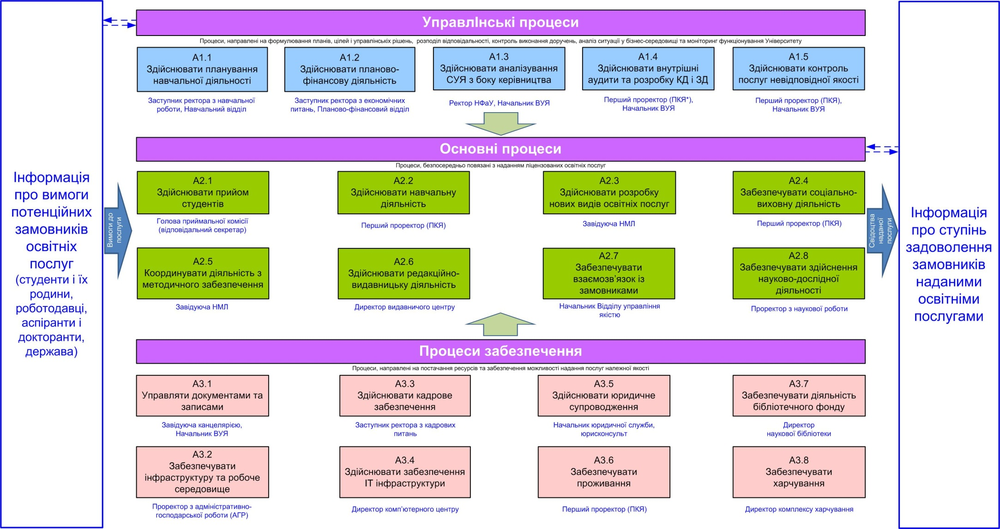 Інформація
про вимоги
потенційних
замовників
освітніх
послуг
(студенти і їх
родини,
роботодавці,
аспіранти і
докторанти,
держава)
Вимоги до
послуги
УправлІнські процеси
Процеси, направлені на формулювання планів, цілей і управлінських рішень, розподіл відповідальності, контроль виконання доручень, аналіз ситуації у бізнес-середовищі та моніторинг функціонування Університету
А1.1
Здійснювати планування
навчальної діяльності
Заступник ректора з навчальної
роботи, Навчальний відділ
А1.2
Здійснювати планово-
фінансову діяльність
Заступник ректора з економічних
питань, Планово-фінансовий відділ
А1.3
Здійснювати аналізування
СУЯ з боку керівництва
Ректор НФаУ, Начальник ВУЯ
А1.4
Здійснювати внутрішні
аудити та розробку КД і ЗД
Перший проректор (ПКЯ*),
Начальник ВУЯ
А1.5
Здійснювати контроль
послуг невідповідної якості
Перший проректор (ПКЯ),
Начальник ВУЯ
Основні процеси
Процеси, безпосередньо повязані з наданням ліцензованих освітніх послуг
А2.1
Здійснювати прийом
студентів
Голова приймальної комісії
(відповідальний секретар)
А2.2
Здійснювати навчальну
діяльність
Перший проректор (ПКЯ)
А2.3
Здійснювати розробку
нових видів освітніх послуг
Завідуюча НМЛ
А2.4
Забезпечувати соціально-
виховну діяльність
Перший проректор (ПКЯ)
А2.5
Координувати діяльність з
методичного забезпечення
Завідуюча НМЛ
А2.6
Здійснювати редакційно-
видавницьку діяльність
Директор видавничого центру
А2.7
Забезпечувати
взаємозв’язок із
замовниками
Начальник Відділу управління
якістю
А2.8
Забезпечувати здійснення
науково-дослідної
діяльності
Проректор з наукової роботи
Процеси забезпечення
Процеси, направлені на постачання ресурсів та забезпечення можливості надання послуг належної якості
А3.1
Управляти документами та
записами
Завідуюча канцелярією,
Начальник ВУЯ
А3.3
Здійснювати кадрове
забезпечення
Заступник ректора з кадрових
питань
А3.5
Здійснювати юридичне
супроводження
Начальник юридичної служби,
юрисконсульт
А3.7
Забезпечувати діяльність
бібліотечного фонду
Директор
наукової бібліотеки
А3.2
Забезпечувати
інфраструктуру та робоче
середовище
Проректор з адміністративно-
господарської роботи (АГР)
А3.4
Здійснювати забезпечення
ІТ інфраструктури
Директор комп’ютерного центру
А3.6
Забезпечувати
проживання
Перший проректор (ПКЯ)
А3.8
Забезпечувати
харчування
Директор комплексу харчування
Свідоцтва
наданої
послуги
Інформація
про ступінь
задоволення
замовників
наданими
освітніми
послугами